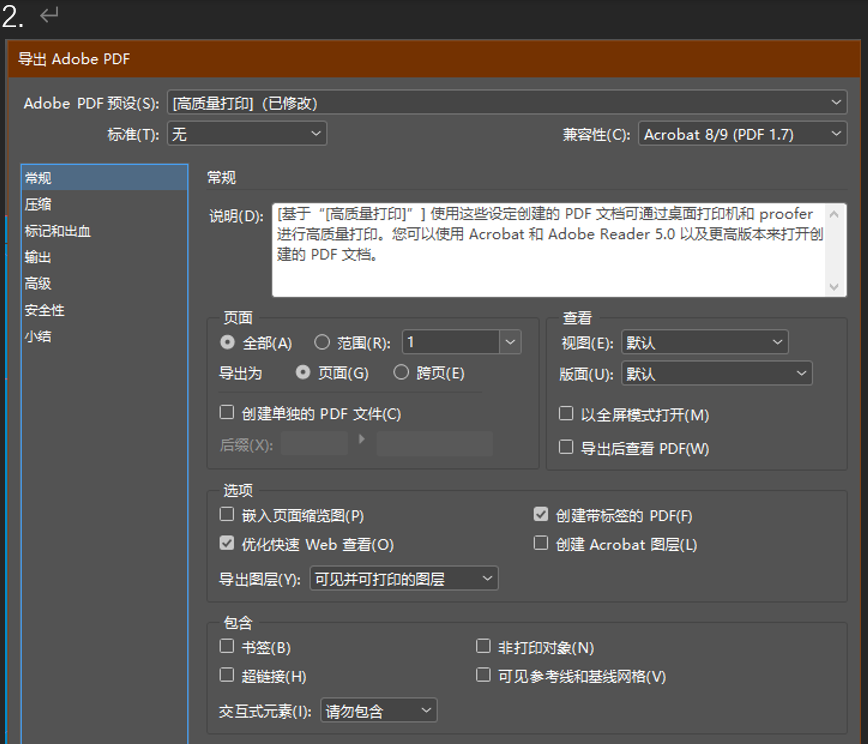 2.
导出 Adobe PDF
Adobe PDF 预设(S): [高质量打印] (已修改)
标准(T): 无 兼容性(C): Acrobat 8/9 (PDF 1.7)
常规 常规
压缩
标记和出血
输出
高级
安全性
小结
说明(D): [基于“[高质量打印]”] 使用这些设定创建的 PDF 文档可通过桌面打印机和 proofer
进行高质量打印。您可以使用 Acrobat 和 Adobe Reader 5.0 以及更高版本来打开创
建的 PDF 文档。
页面
全部(A) 范围(R): 1
导出为 页面(G) 跨页(E)
创建单独的 PDF 文件(C)
后缀(X):
查看
视图(E): 默认
版面(U): 默认
以全屏模式打开(M)
导出后查看 PDF(W)
选项
嵌入页面缩览图(P) 创建带标签的 PDF(F)
优化快速 Web 查看(O) 创建 Acrobat 图层(L)
导出图层(Y): 可见并可打印的图层
包含
书签(B) 非打印对象(N)
超链接(H) 可见参考线和基线网格(V)
交互式元素(I): 请勿包含